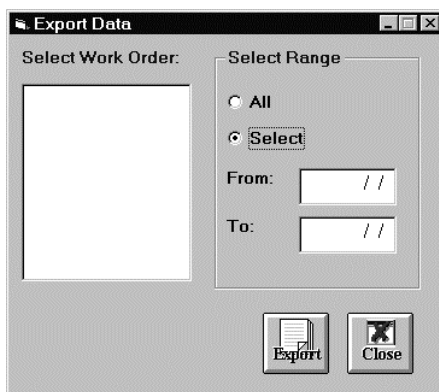 Export Data
Select Work Order:
Select Range
All
Select
From: / /
To: / /
Export
Close